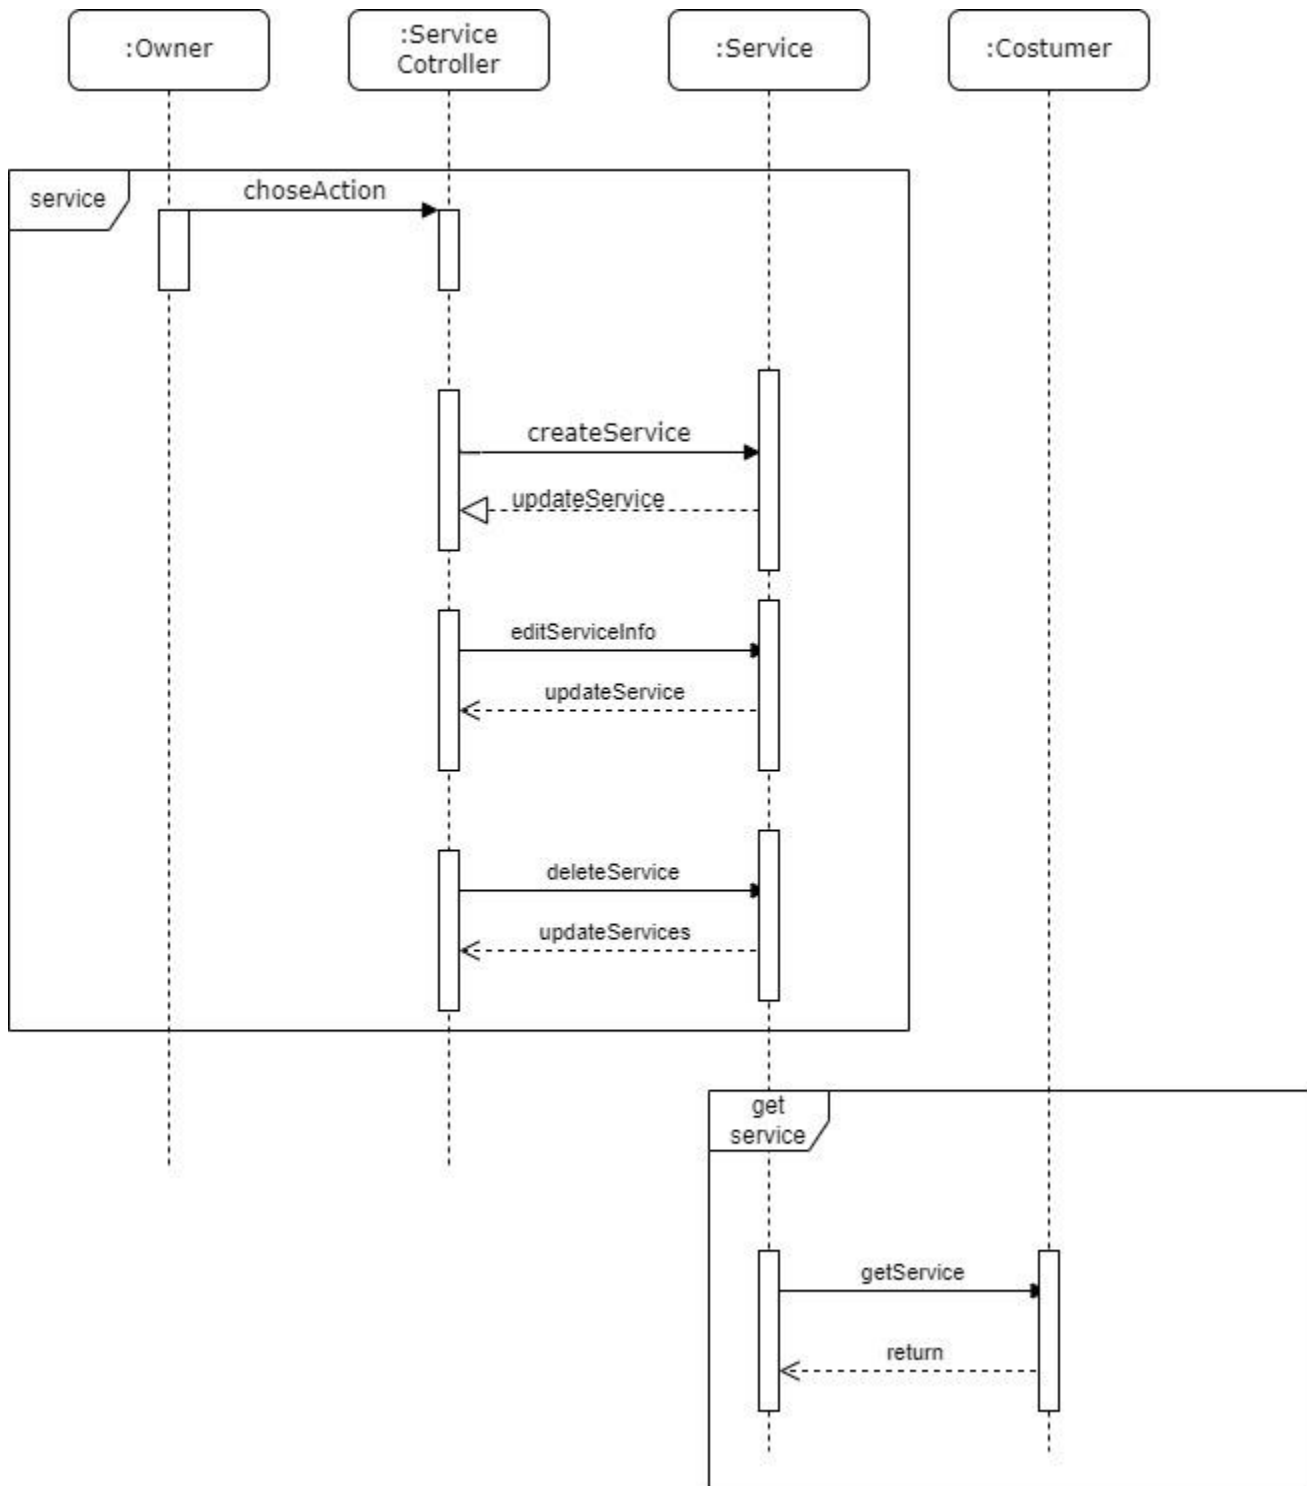 :Owner
:Service
Cotroller
:Service
:Costumer
service
choseAction
createService
updateService
editServiceInfo
updateService
deleteService
updateServices
get
service
getService
return